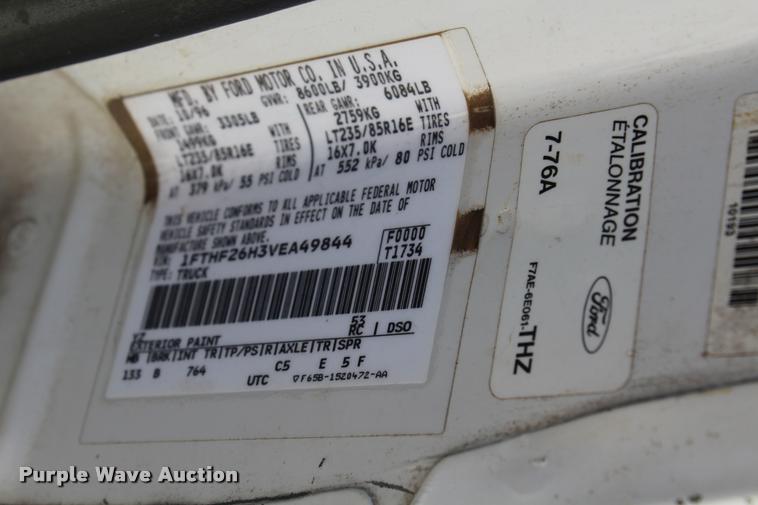 MFD. BY FORD MOTOR CO. IN U.S.A.
DATE: 10/96 GVWR: 8600LB/ 3900KG
FRONT GAWR: 3305LB REAR GAWR: 6084LB
1499KG WITH 2759KG WITH
LT235/85R16E TIRES LT235/85R16E TIRES
16X7.0K RIMS 16X7.0K RIMS
AT 379 kPa/ 55 PSI COLD AT 552 kPa/ 80 PSI COLD
THIS VEHICLE CONFORMS TO ALL APPLICABLE FEDERAL MOTOR
VEHICLE SAFETY STANDARDS IN EFFECT ON THE DATE OF
MANUFACTURE SHOWN ABOVE.
VIN: 1FTHF26H3VEA49844 F0000
TYPE: TRUCK T1734
YZ 53
EXTERIOR PAINT RC DSO
WB BRK INT TR TP/PS R AXLE TR SPR
133 B 764 C5 E 5 F
UTC ▽F65B-1520472-AA
CALIBRATION
ÉTALONNAGE
7-76A
Ford
F7AE-6E061-THZ
10193
Purple Wave Auction